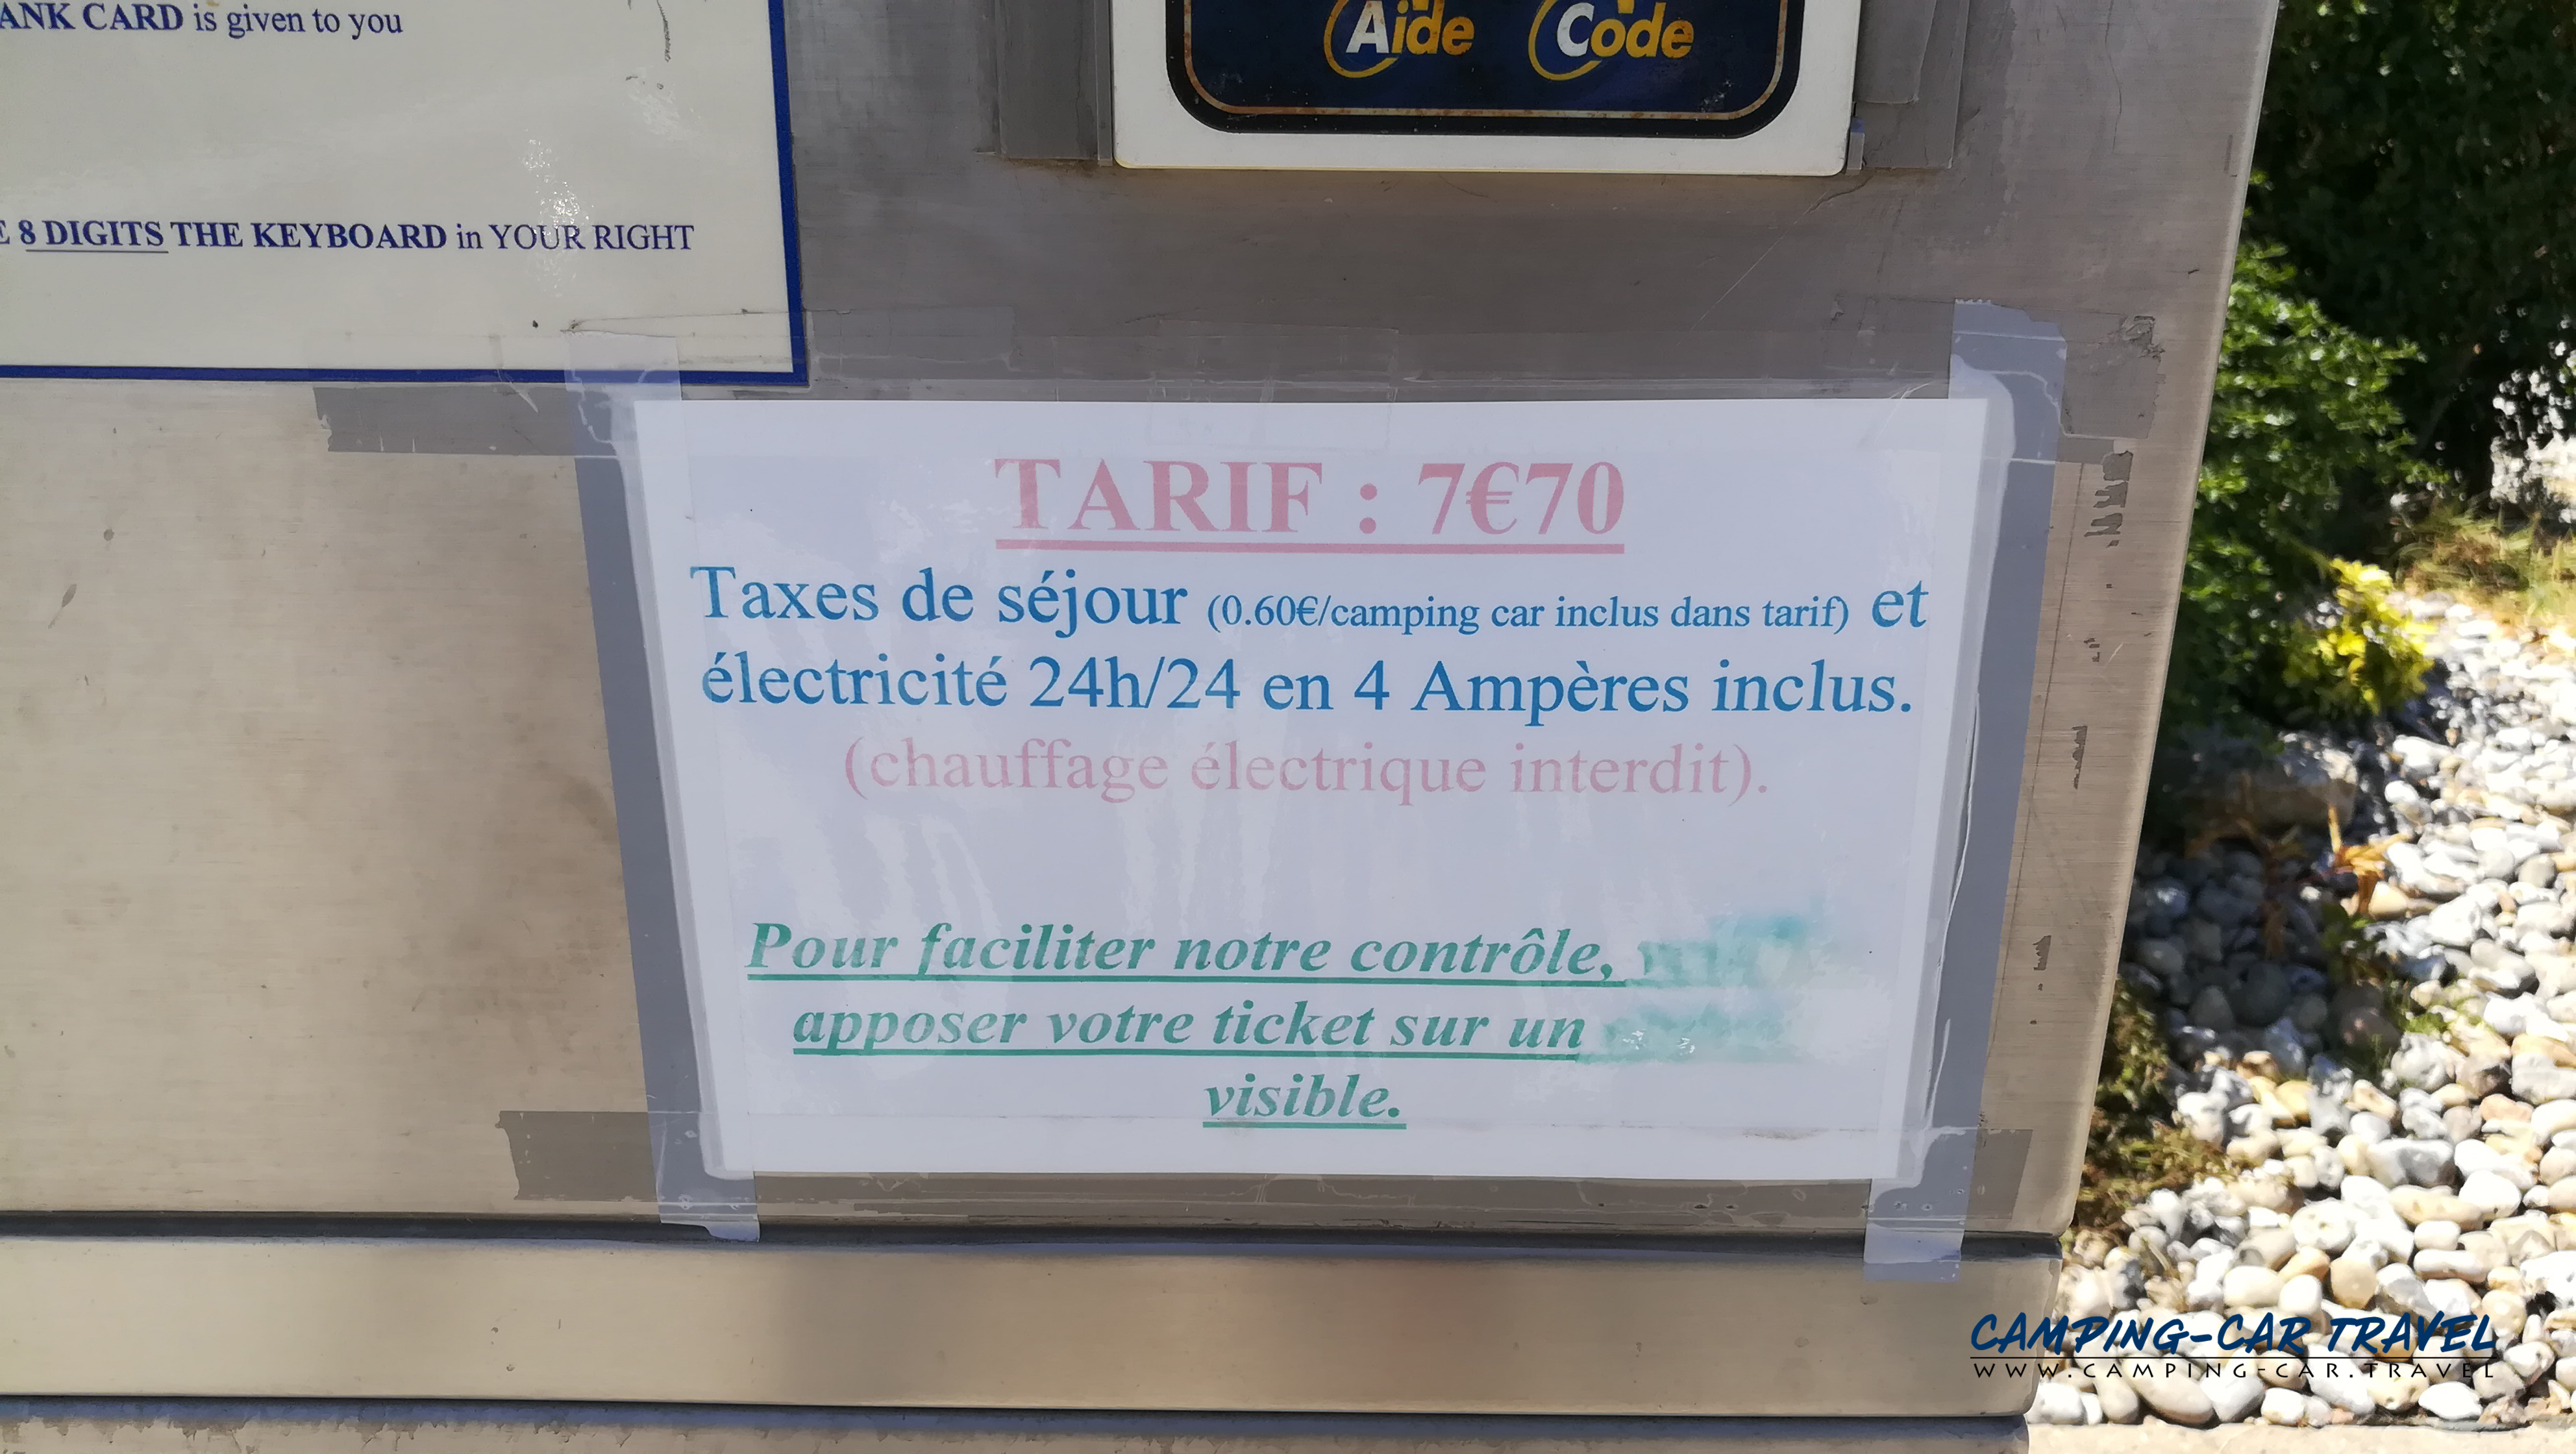 ANK CARD is given to you
8 DIGITS THE KEYBOARD in YOUR RIGHT
Aide Code
TARIF : 7€70
Taxes de séjour (0.60€/camping car inclus dans tarif) et
électricité 24h/24 en 4 Ampères inclus.
(chauffage électrique interdit).
Pour faciliter notre contrôle,
apposer votre ticket sur un
visible.
CAMPING-CAR TRAVEL
WWW.CAMPING-CAR.TRAVEL